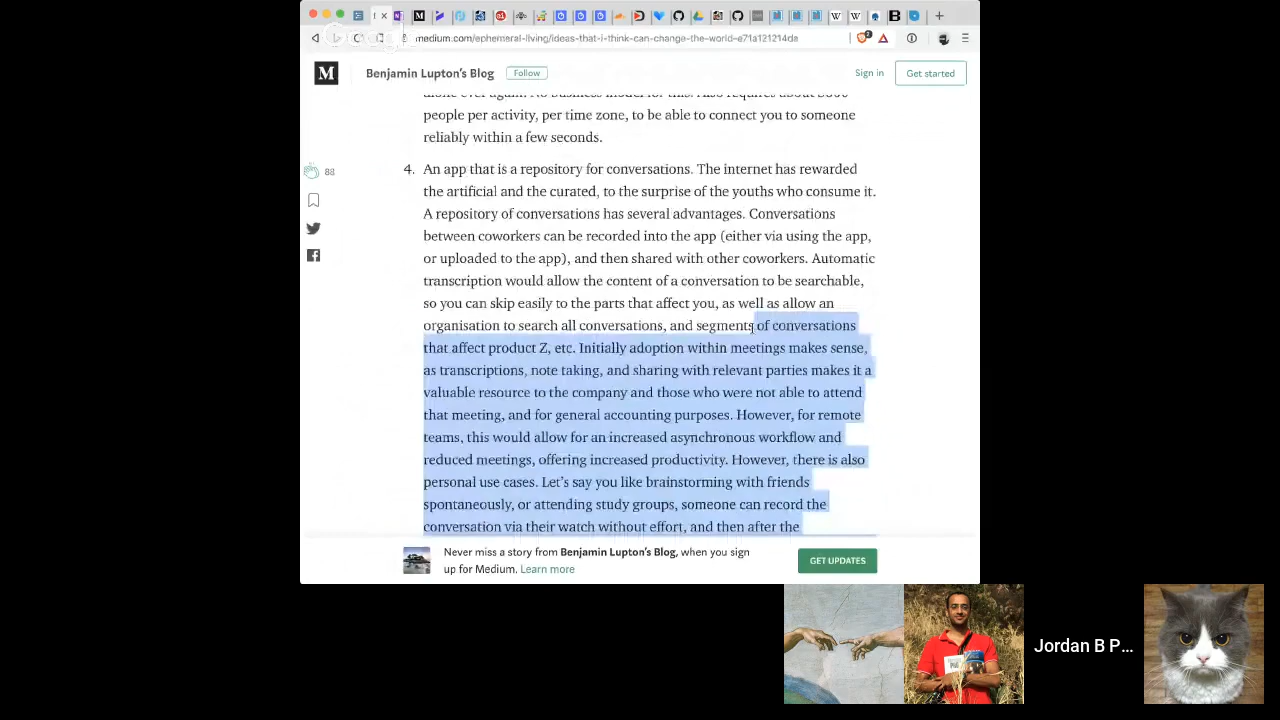 medium.com/ephemeral-living/ideas-that-i-think-can-change-the-world-e71a121214da
2
M
Benjamin Lupton's Blog
Follow
Sign in
Get started
alone ever again. No business model for this. Also requires about
people per activity, per time zone, to be able to connect you to someone
reliably within a few seconds.
88
4. An app that is a repository for conversations. The internet has rewarded
the artificial and the curated, to the surprise of the youths who consume it.
A repository of conversations has several advantages. Conversations
between coworkers can be recorded into the app (either via using the app,
or uploaded to the app), and then shared with other coworkers. Automatic
transcription would allow the content of a conversation to be searchable,
so you can skip easily to the parts that affect you, as well as allow an
organisation to search all conversations, and segments of conversations
that affect product Z, etc. Initially adoption within meetings makes sense,
as transcriptions, note taking, and sharing with relevant parties makes it a
valuable resource to the company and those who were not able to attend
that meeting, and for general accounting purposes. However, for remote
teams, this would allow for an increased asynchronous workflow and
reduced meetings, offering increased productivity. However, there is also
personal use cases. Let's say you like brainstorming with friends
spontaneously, or attending study groups, someone can record the
conversation via their watch without effort, and then after the
Never miss a story from Benjamin Lupton's Blog, when you sign
up for Medium. Learn more
GET UPDATES
Jordan B P...